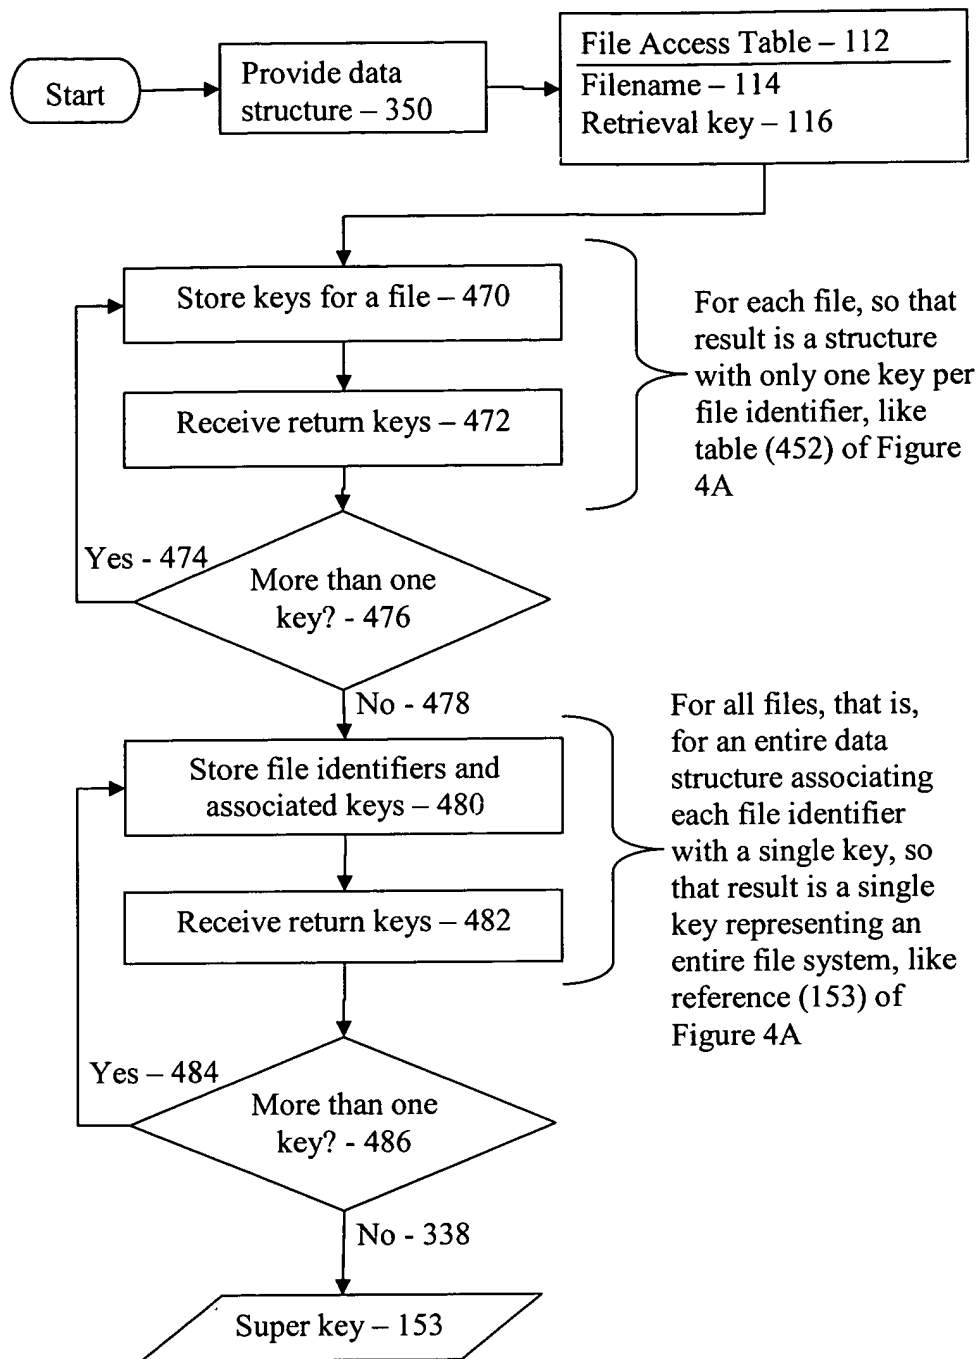 Start
Provide data
structure – 350
File Access Table – 112
Filename – 114
Retrieval key – 116
Store keys for a file – 470
Receive return keys – 472
For each file, so that
result is a structure
with only one key per
file identifier, like
table (452) of Figure
4A
Yes - 474
More than one
key? - 476
No - 478
Store file identifiers and
associated keys – 480
Receive return keys – 482
For all files, that is,
for an entire data
structure associating
each file identifier
with a single key, so
that result is a single
key representing an
entire file system, like
reference (153) of
Figure 4A
Yes – 484
More than one
key? - 486
No - 338
Super key – 153